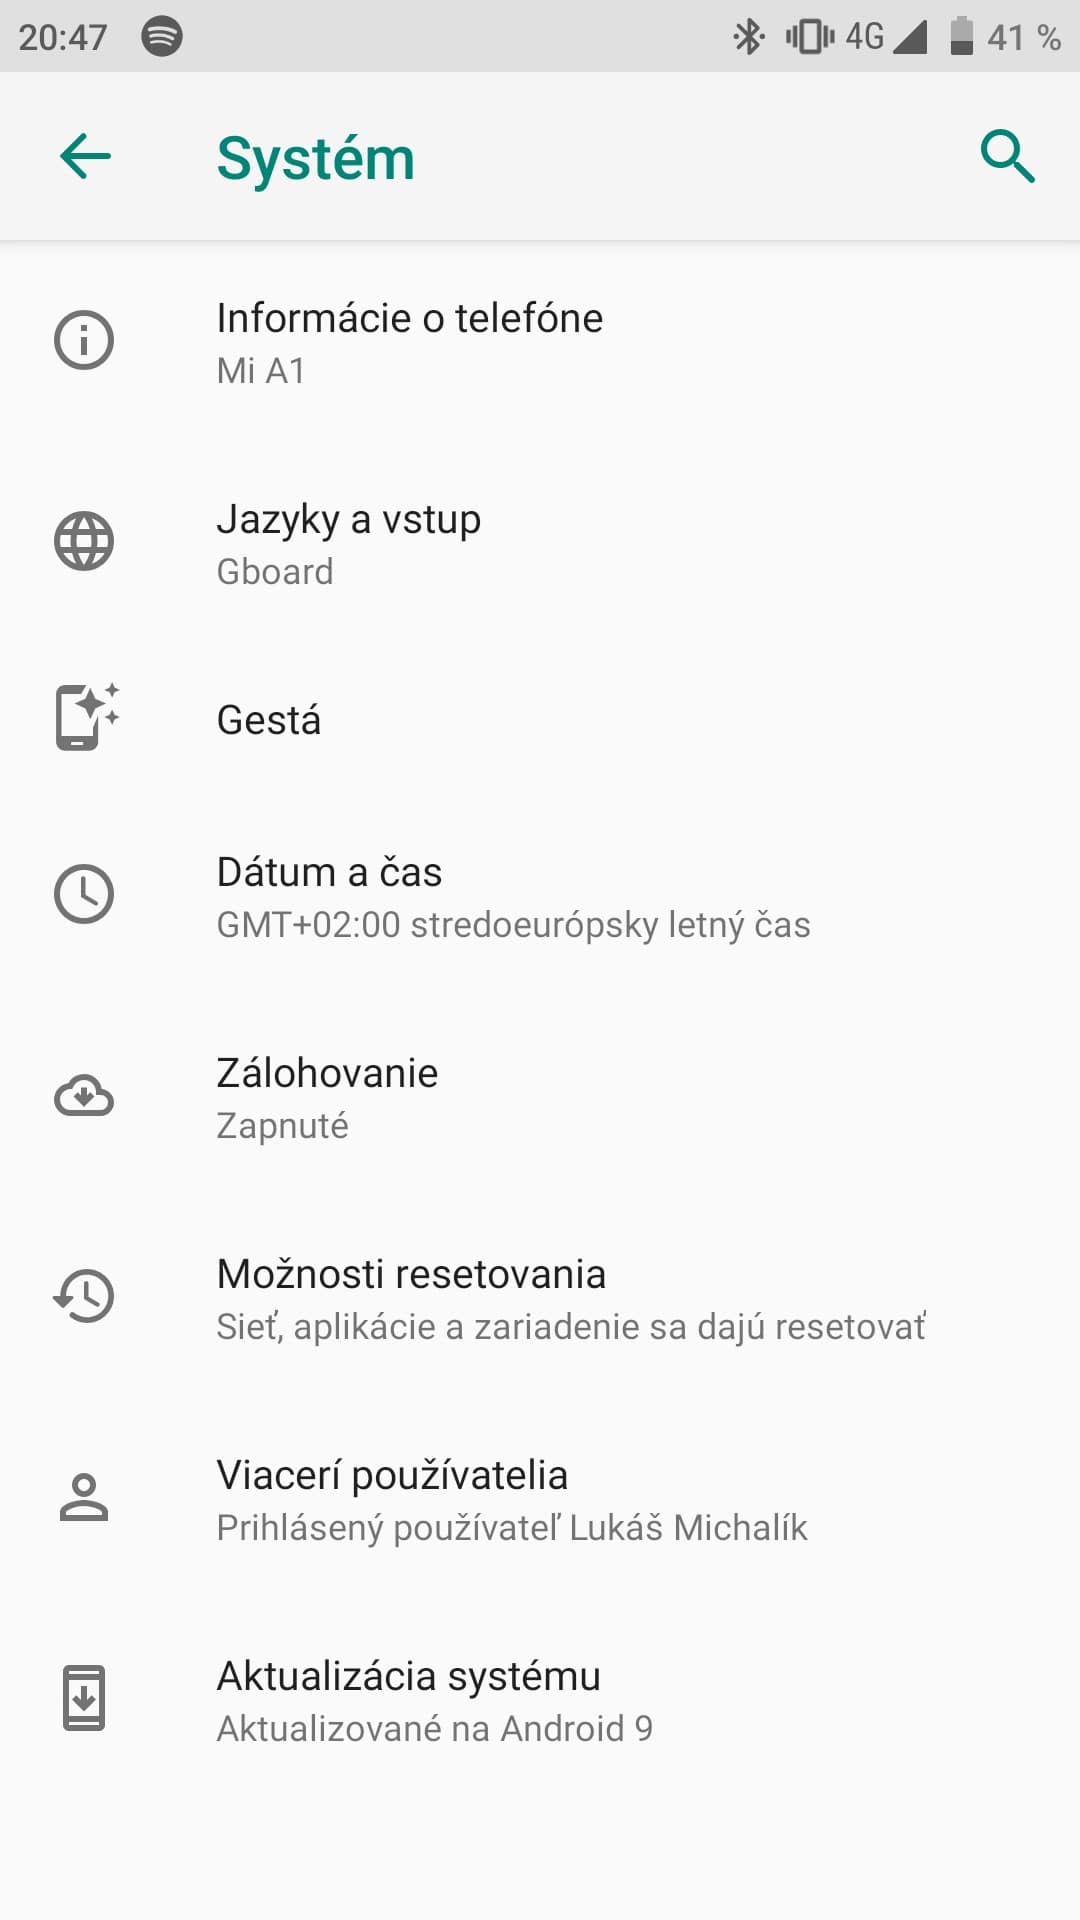 20:47 4G 41 %
Systém
Informácie o telefóne
Mi A1
Jazyky a vstup
Gboard
Gestá
Dátum a čas
GMT+02:00 stredoeurópsky letný čas
Zálohovanie
Zapnuté
Možnosti resetovania
Sieť, aplikácie a zariadenie sa dajú resetovať
Viacerí používatelia
Prihlásený používateľ Lukáš Michalík
Aktualizácia systému
Aktualizované na Android 9